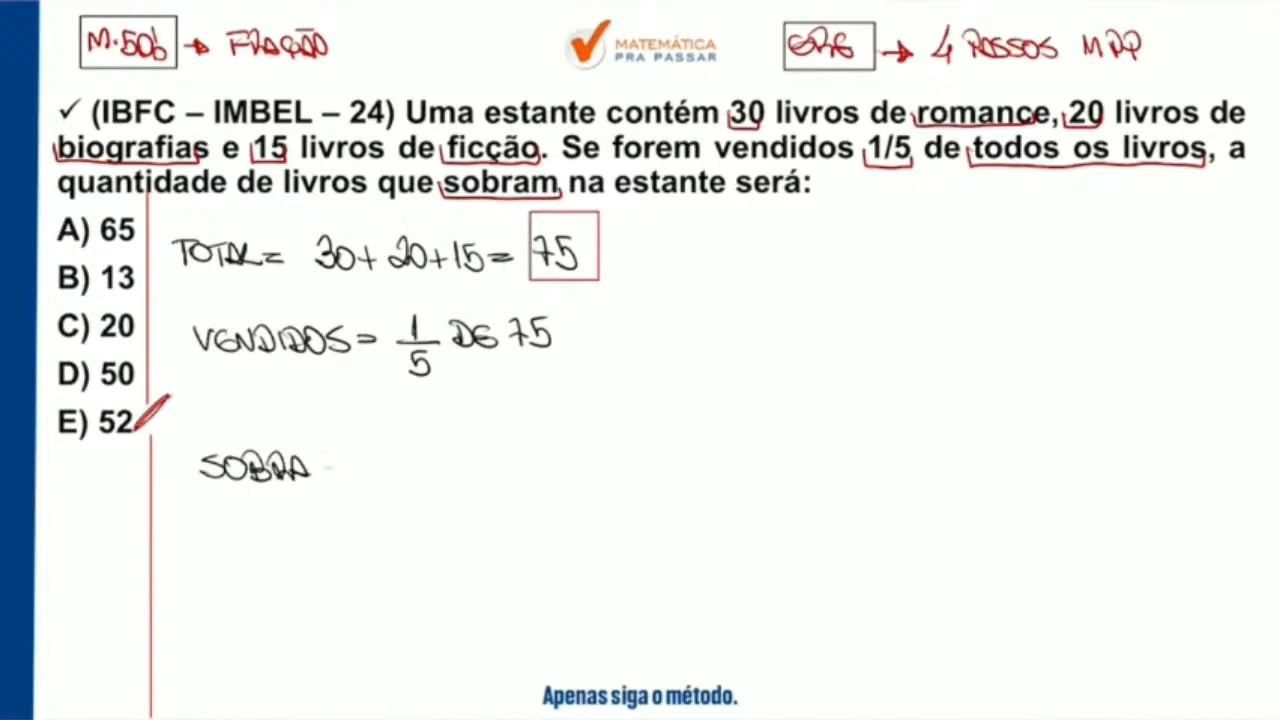 M.50b → FRAÇÃO
MATEMÁTICA
PRA PASSAR
→ 4 PASSOS MPP
✓ (IBFC – IMBEL – 24) Uma estante contém 30 livros de romance, 20 livros de
biografias e 15 livros de ficção. Se forem vendidos 1/5 de todos os livros, a
quantidade de livros que sobram na estante será:
A) 65
B) 13
C) 20
D) 50
E) 52
TOTAL = 30 + 20 + 15 = 75
VENDIDOS = 1/5 DE 75
SOBRA
Apenas siga o método.